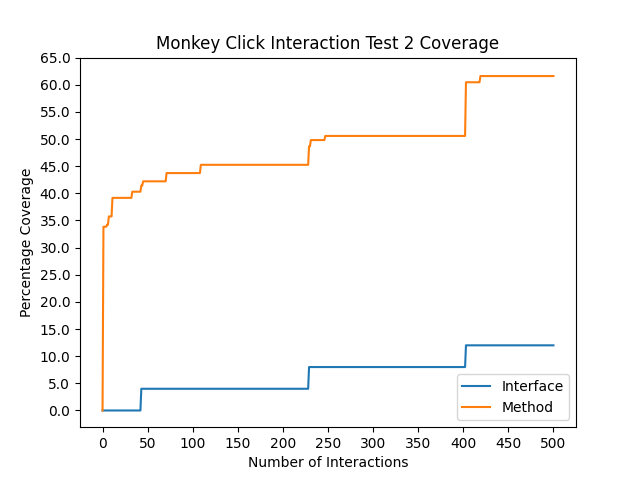 Monkey Click Interaction Test 2 Coverage
65.0
60.0
55.0
50.0
45.0
40.0
35.0
30.0
25.0
20.0
15.0
10.0
5.0
0.0
Percentage Coverage
Interface
Method
0 50 100 150 200 250 300 350 400 450 500
Number of Interactions